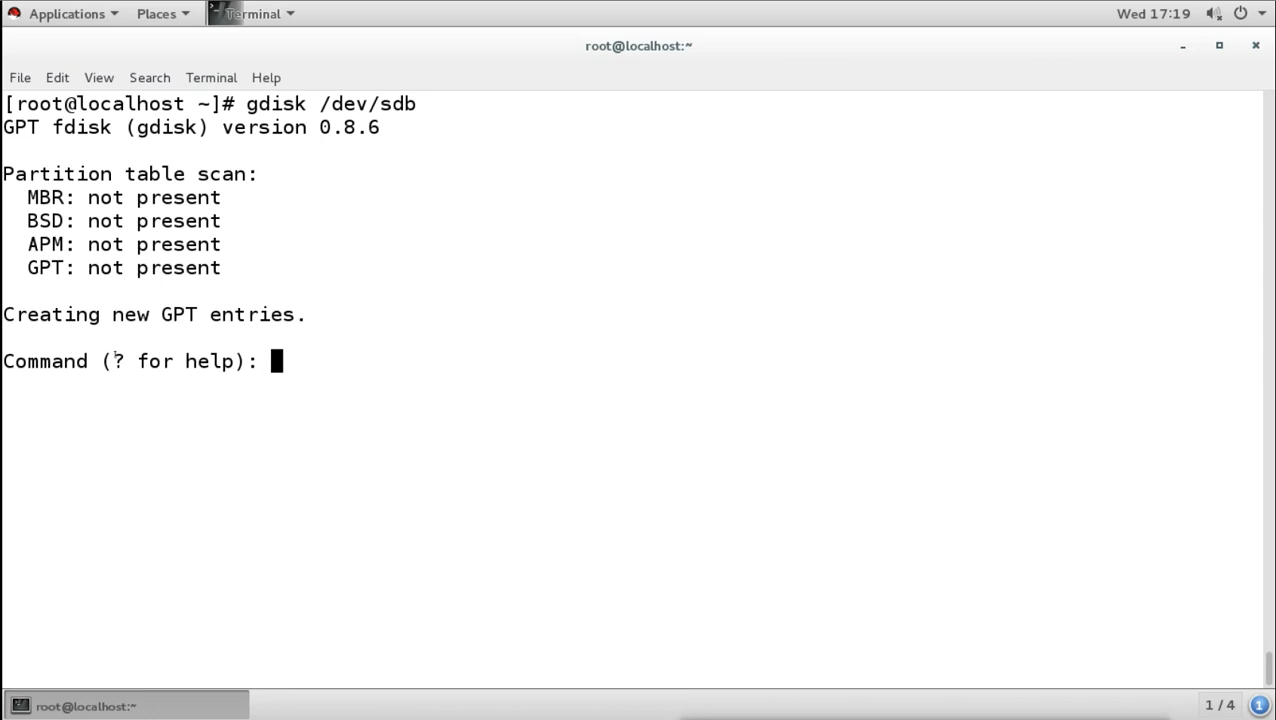 Applications Places Terminal Wed 17:19
root@localhost:~
File Edit View Search Terminal Help
[root@localhost ~]# gdisk /dev/sdb
GPT fdisk (gdisk) version 0.8.6
Partition table scan:
MBR: not present
BSD: not present
APM: not present
GPT: not present
Creating new GPT entries.
Command (? for help):
root@localhost:~ 1 / 4 1